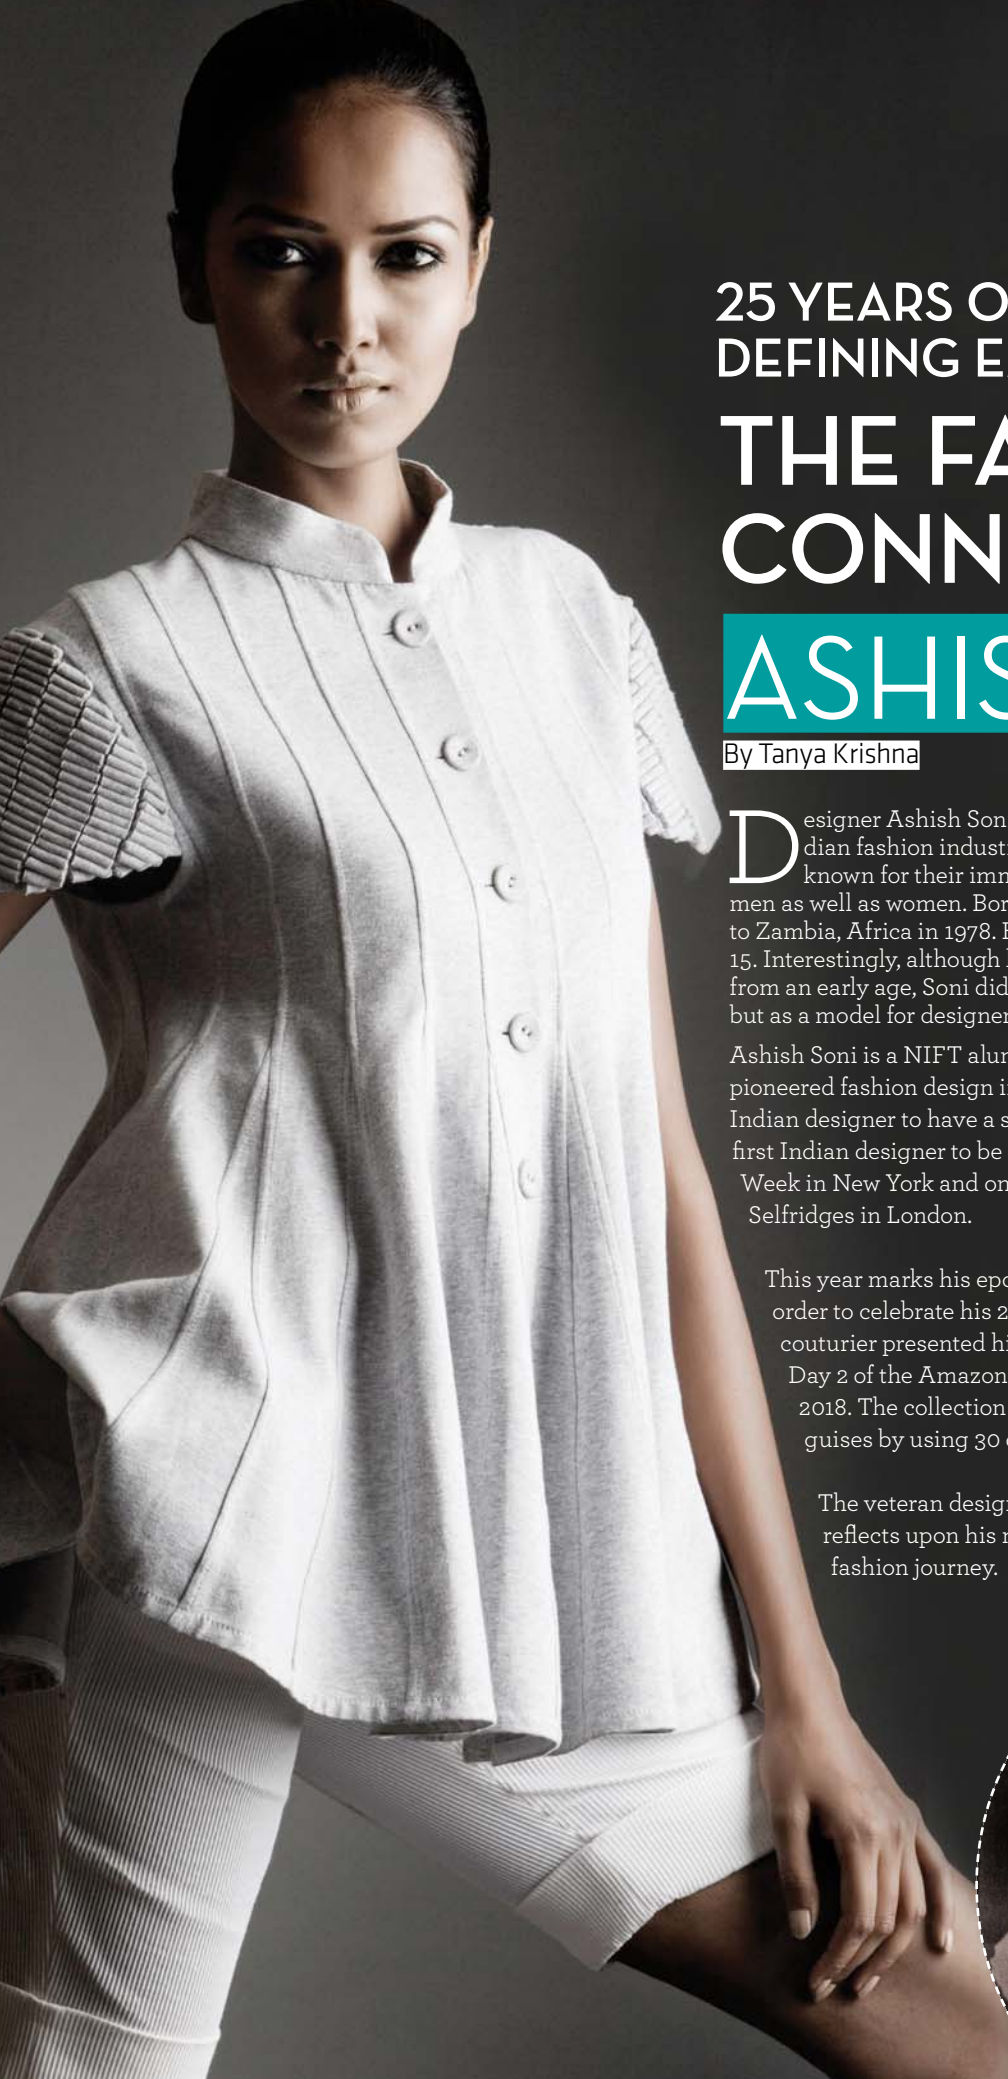 25 YEARS O
DEFINING E
THE FA
CONN
ASHIS
By Tanya Krishna
Designer Ashish Son
dian fashion indust
known for their imm
men as well as women. Bor
to Zambia, Africa in 1978. 
15. Interestingly, although
from an early age, Soni did
but as a model for designer
Ashish Soni is a NIFT alum
pioneered fashion design i
Indian designer to have a s
first Indian designer to be
Week in New York and on
Selfridges in London.
This year marks his epo
order to celebrate his 2
couturier presented hi
Day 2 of the Amazon
2018. The collection
guises by using 30
The veteran desig
reflects upon his
fashion journey.